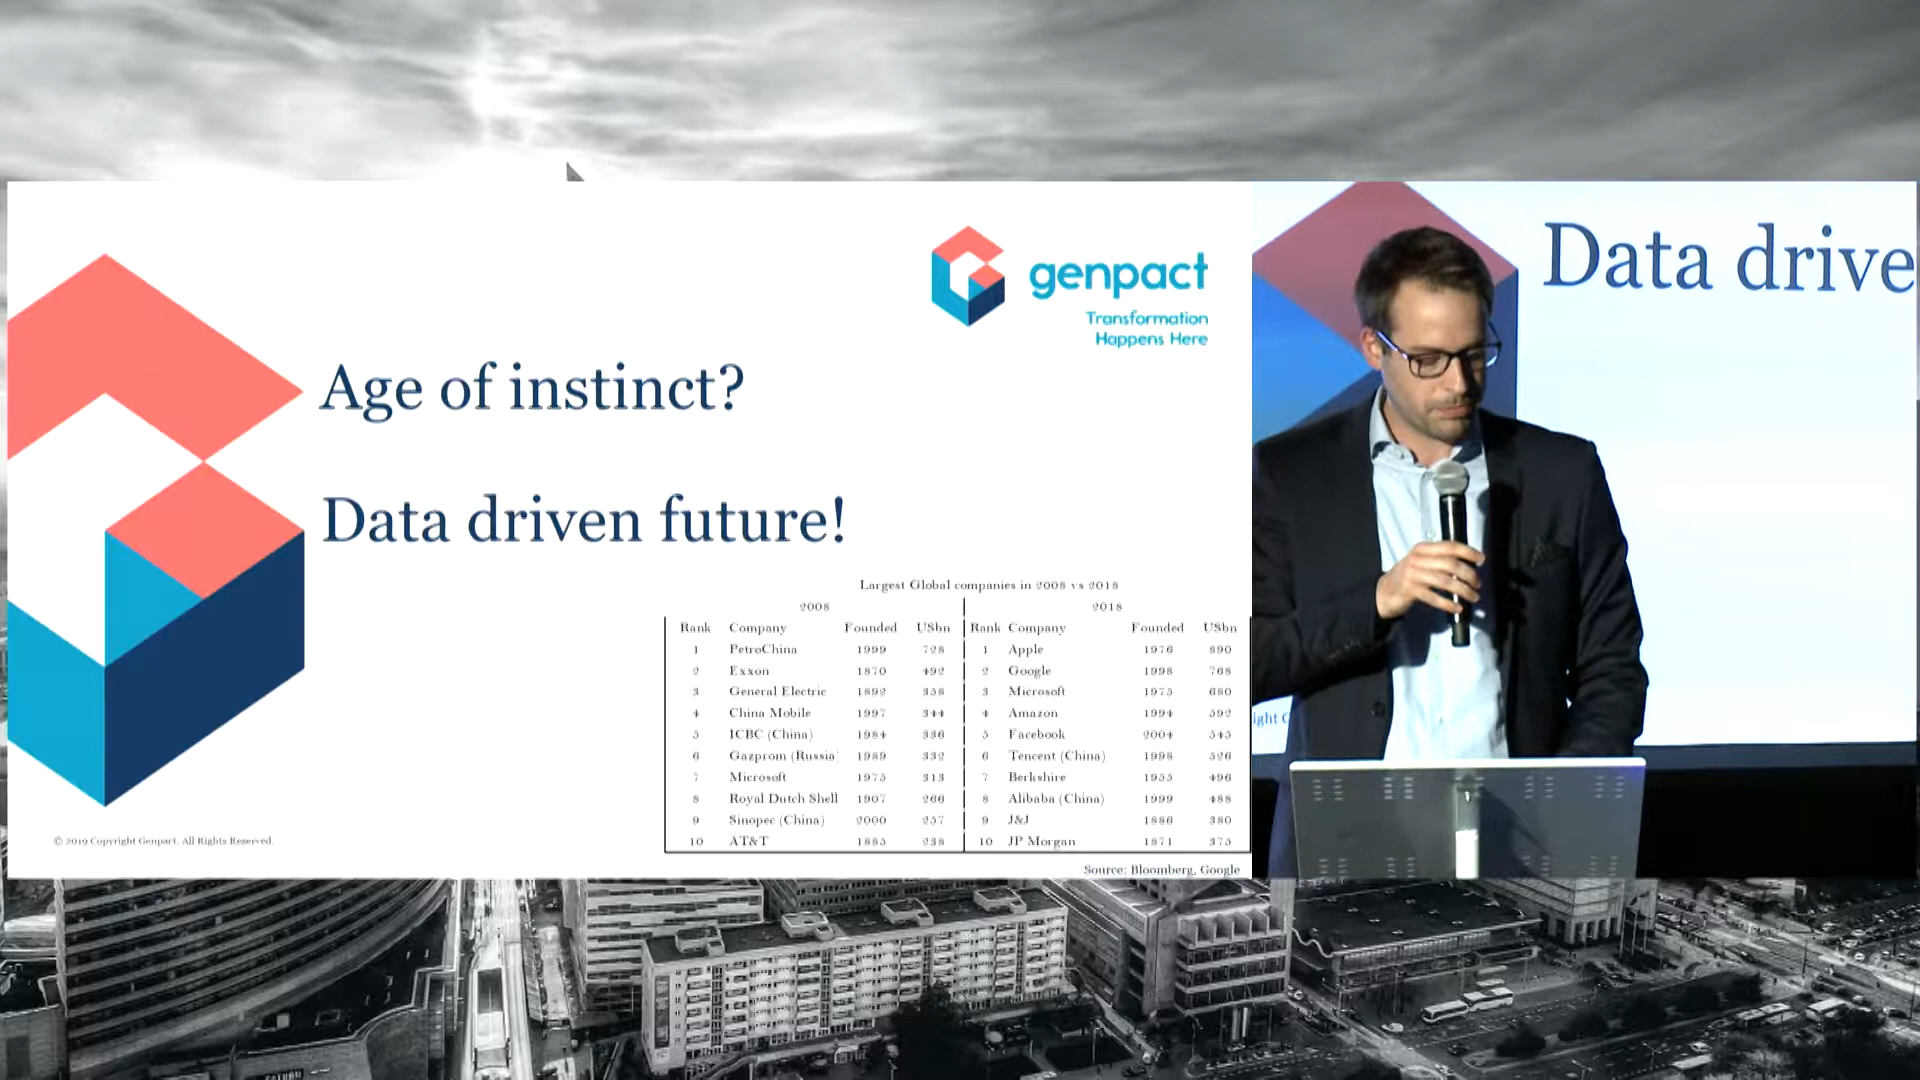 genpact
Transformation
Happens Here
Age of instinct?
Data driven future!
Largest Global companies in 2008 vs 2018
2008 2018
Rank Company Founded USbn Rank Company Founded USbn
1 PetroChina 1999 728 1 Apple 1976 890
2 Exxon 1870 492 2 Google 1998 768
3 General Electric 1892 358 3 Microsoft 1975 680
4 China Mobile 1997 344 4 Amazon 1994 592
5 ICBC (China) 1984 336 5 Facebook 2004 545
6 Gazprom (Russia) 1989 332 6 Tencent (China) 1998 526
7 Microsoft 1975 313 7 Berkshire 1955 496
8 Royal Dutch Shell 1907 266 8 Alibaba (China) 1999 488
9 Sinopec (China) 2000 257 9 J&J 1886 380
10 AT&T 1885 238 10 JP Morgan 1871 375
Source: Bloomberg, Google
© 2019 Copyright Genpact. All Rights Reserved.
Data drive
ight